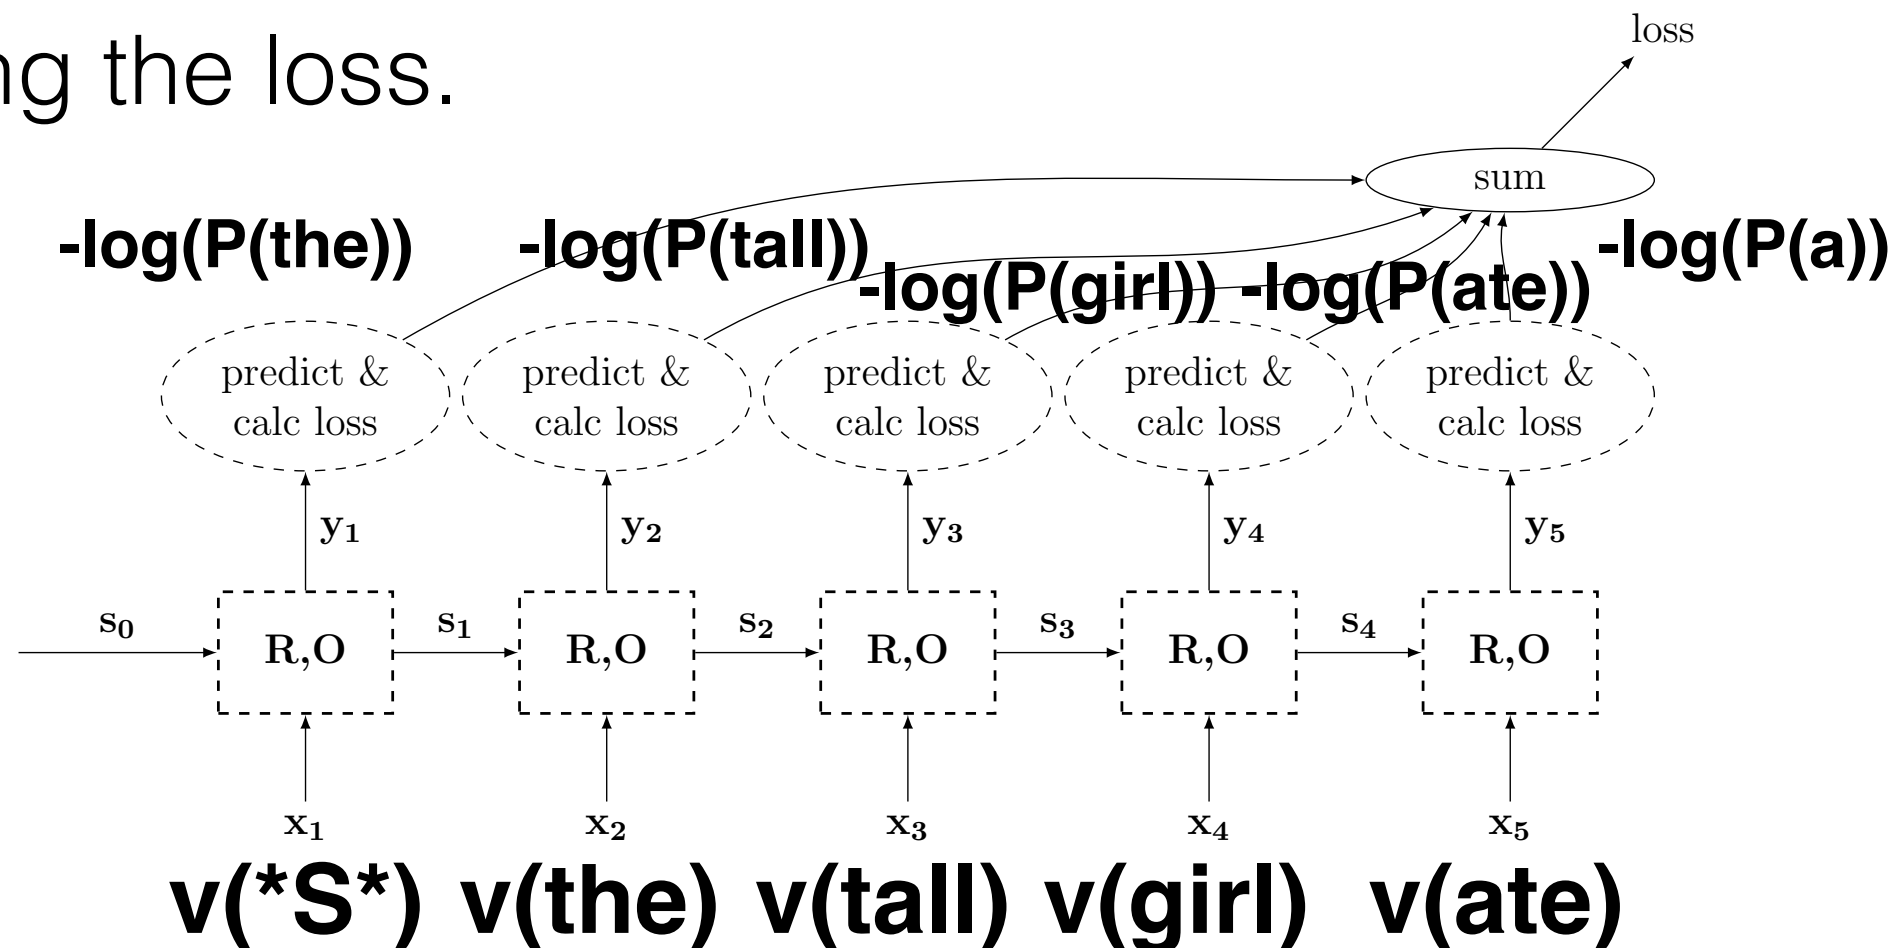 ng the loss.
loss
sum
-log(P(the)) -log(P(tall)) -log(P(a))
-log(P(girl)) -log(P(ate))
predict & predict & predict & predict & predict &
calc loss calc loss calc loss calc loss calc loss
y1 y2 y3 y4 y5
s0 s1 s2 s3 s4
R,O R,O R,O R,O R,O
x1 x2 x3 x4 x5
v(*S*) v(the) v(tall) v(girl) v(ate)